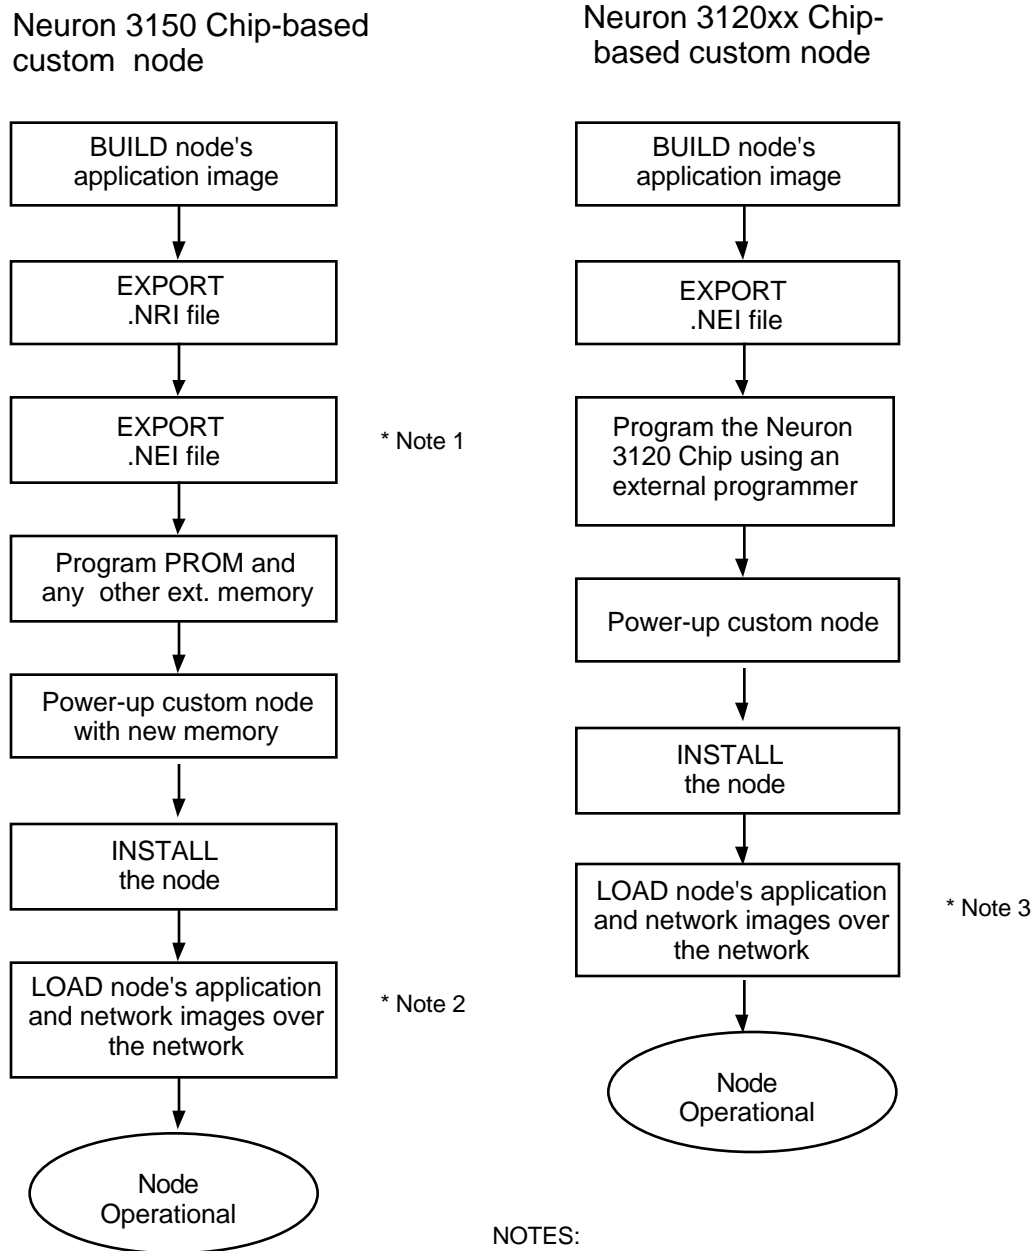 Neuron 3150 Chip-based
custom node
BUILD node's
application image
EXPORT
.NRI file
EXPORT
.NEI file
* Note 1
Program PROM and
any other ext. memory
Power-up custom node
with new memory
INSTALL
the node
LOAD node's application
and network images over
the network
* Note 2
Node
Operational
Neuron 3120xx Chip-
based custom node
BUILD node's
application image
EXPORT
.NEI file
Program the Neuron
3120 Chip using an
external programmer
Power-up custom node
INSTALL
the node
LOAD node's application
and network images over
the network
* Note 3
Node
Operational
NOTES: